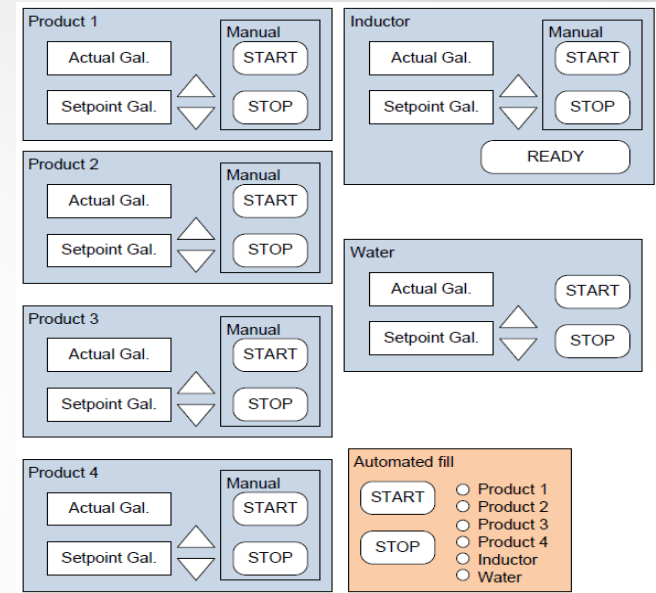 Product 1
Manual
Actual Gal.
START
Setpoint Gal.
STOP
Product 2
Manual
Actual Gal.
START
Setpoint Gal.
STOP
Product 3
Manual
Actual Gal.
START
Setpoint Gal.
STOP
Product 4
Manual
Actual Gal.
START
Setpoint Gal.
STOP
Inductor
Manual
Actual Gal.
START
Setpoint Gal.
STOP
READY
Water
Actual Gal.
START
Setpoint Gal.
STOP
Automated fill
START
STOP
Product 1
Product 2
Product 3
Product 4
Inductor
Water